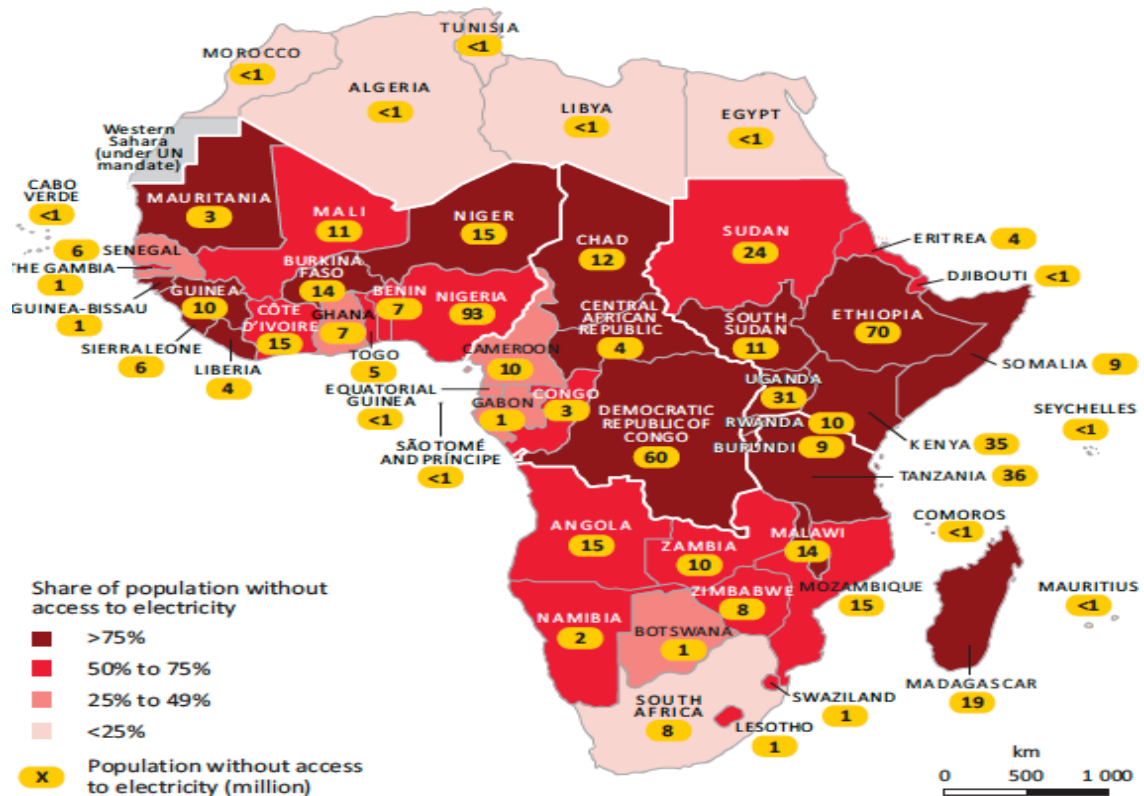 TUNISIA
<1
MOROCCO
<1
ALGERIA
<1
LIBYA
<1
EGYPT
<1
Western
Sahara
(under UN
mandate)
CABO
VERDE
<1
MAURITANIA
3
MALI
11
NIGER
15
CHAD
12
SUDAN
24
ERITREA 4
DJIBOUTI <1
6 SENEGAL
THE GAMBIA
1
GUINEA-BISSAU
1
GUINEA
10
SIERRA LEONE
6
LIBERIA
4
CÔTE
D'IVOIRE
15
BURKINA
FASO
14
GHANA
7
TOGO
5
BENIN
7
NIGERIA
93
CAMEROON
10
CENTRAL
AFRICAN
REPUBLIC
4
SOUTH
SUDAN
11
ETHIOPIA
70
SOMALIA 9
EQUATORIAL
GUINEA
<1
SÃO TOMÉ
AND PRÍNCIPE
<1
GABON
1
CONGO
3
DEMOCRATIC
REPUBLIC OF
CONGO
60
UGANDA
31
RWANDA 10
BURUNDI 9
KENYA 35
TANZANIA 36
SEYCHELLES
<1
COMOROS
<1
ANGOLA
15
ZAMBIA
10
MALAWI
14
MOZAMBIQUE
15
ZIMBABWE
8
NAMIBIA
2
BOTSWANA
1
SOUTH
AFRICA
8
SWAZILAND
1
LESOTHO
1
MADAGASCAR
19
MAURITIUS
<1
Share of population without
access to electricity
>75%
50% to 75%
25% to 49%
<25%
X Population without access
to electricity (million)
km
0 500 1 000